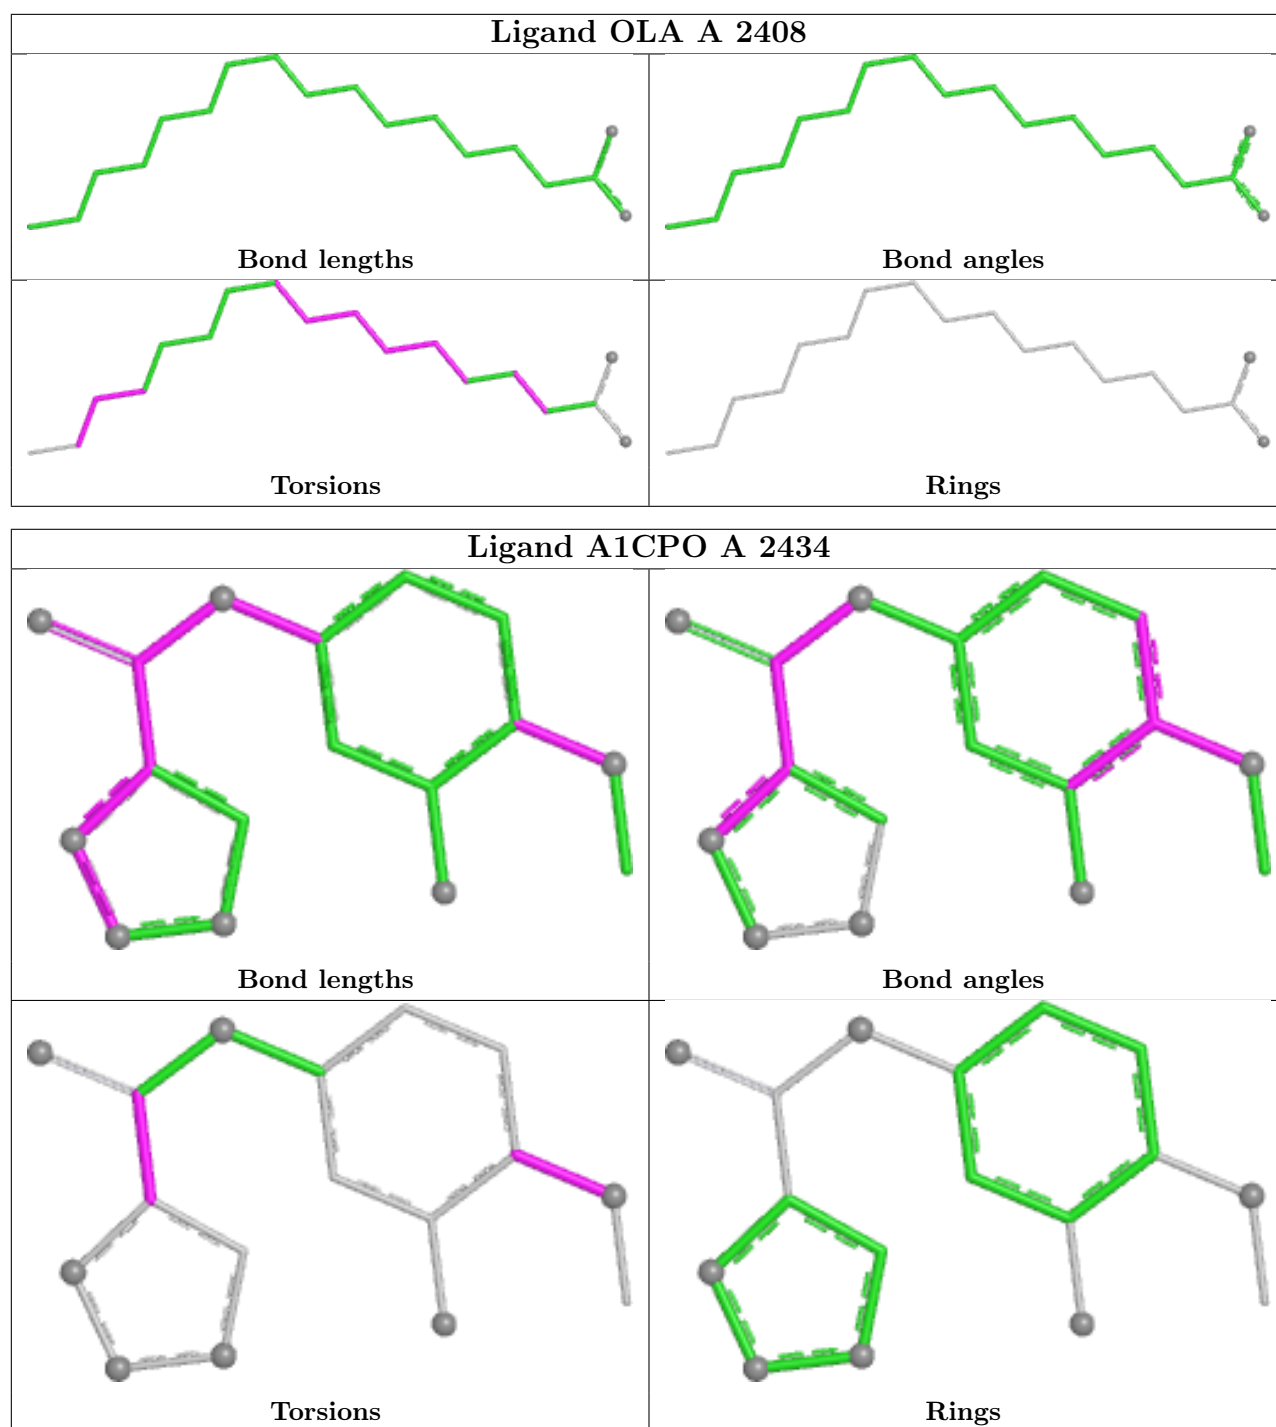 Ligand OLA A 2408
Bond lengths
Bond angles
Torsions
Rings
Ligand A1CPO A 2434
Bond lengths
Bond angles
Torsions
Rings